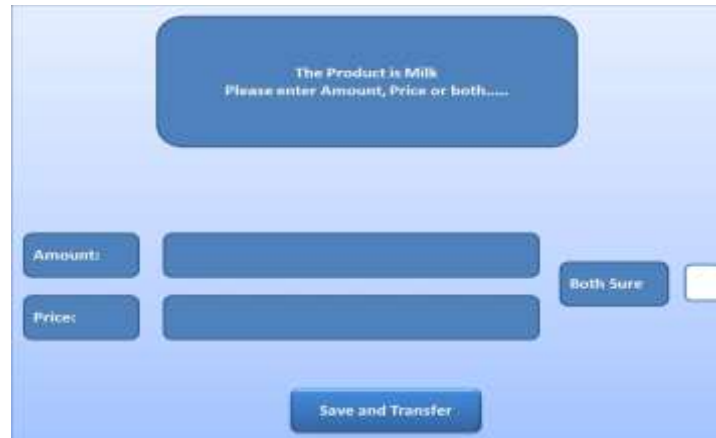 The Product is Milk
Please enter Amount, Price or both.....
Amount:
Both Sure
Price:
Save and Transfer